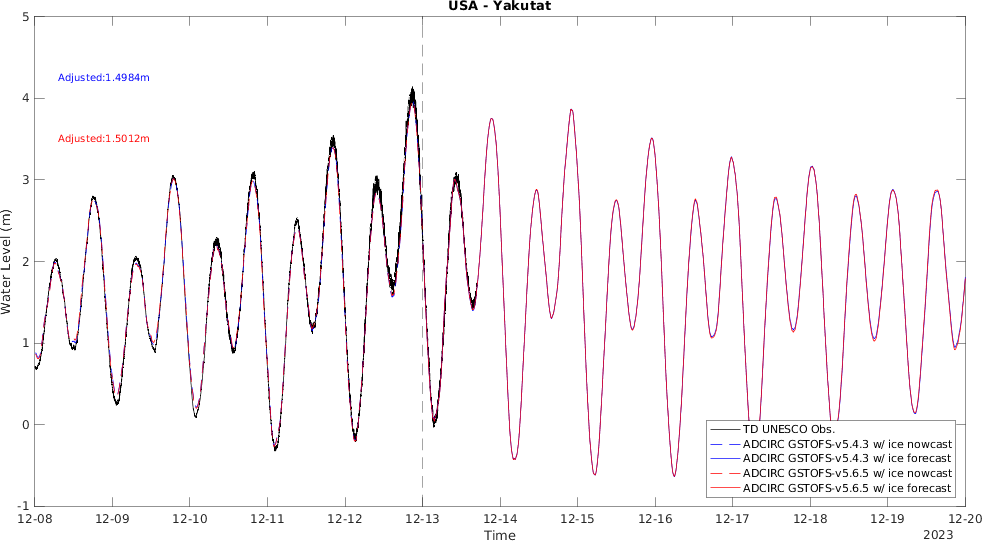 USA - Yakutat
5
4
3
2
1
0
-1
Water Level (m)
Adjusted:1.4984m
Adjusted:1.5012m
TD UNESCO Obs.
ADCIRC GSTOFS-v5.4.3 w/ ice nowcast
ADCIRC GSTOFS-v5.4.3 w/ ice forecast
ADCIRC GSTOFS-v5.6.5 w/ ice nowcast
ADCIRC GSTOFS-v5.6.5 w/ ice forecast
12-08 12-09 12-10 12-11 12-12 12-13 12-14 12-15 12-16 12-17 12-18 12-19 12-20
Time
2023